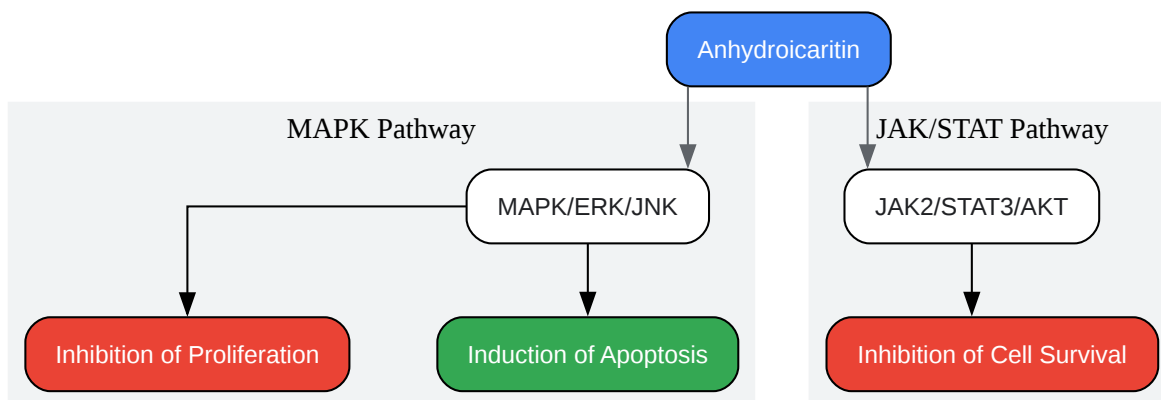 Anhydroicaritin
MAPK Pathway
JAK/STAT Pathway
MAPK/ERK/JNK
JAK2/STAT3/AKT
Inhibition of Proliferation
Induction of Apoptosis
Inhibition of Cell Survival